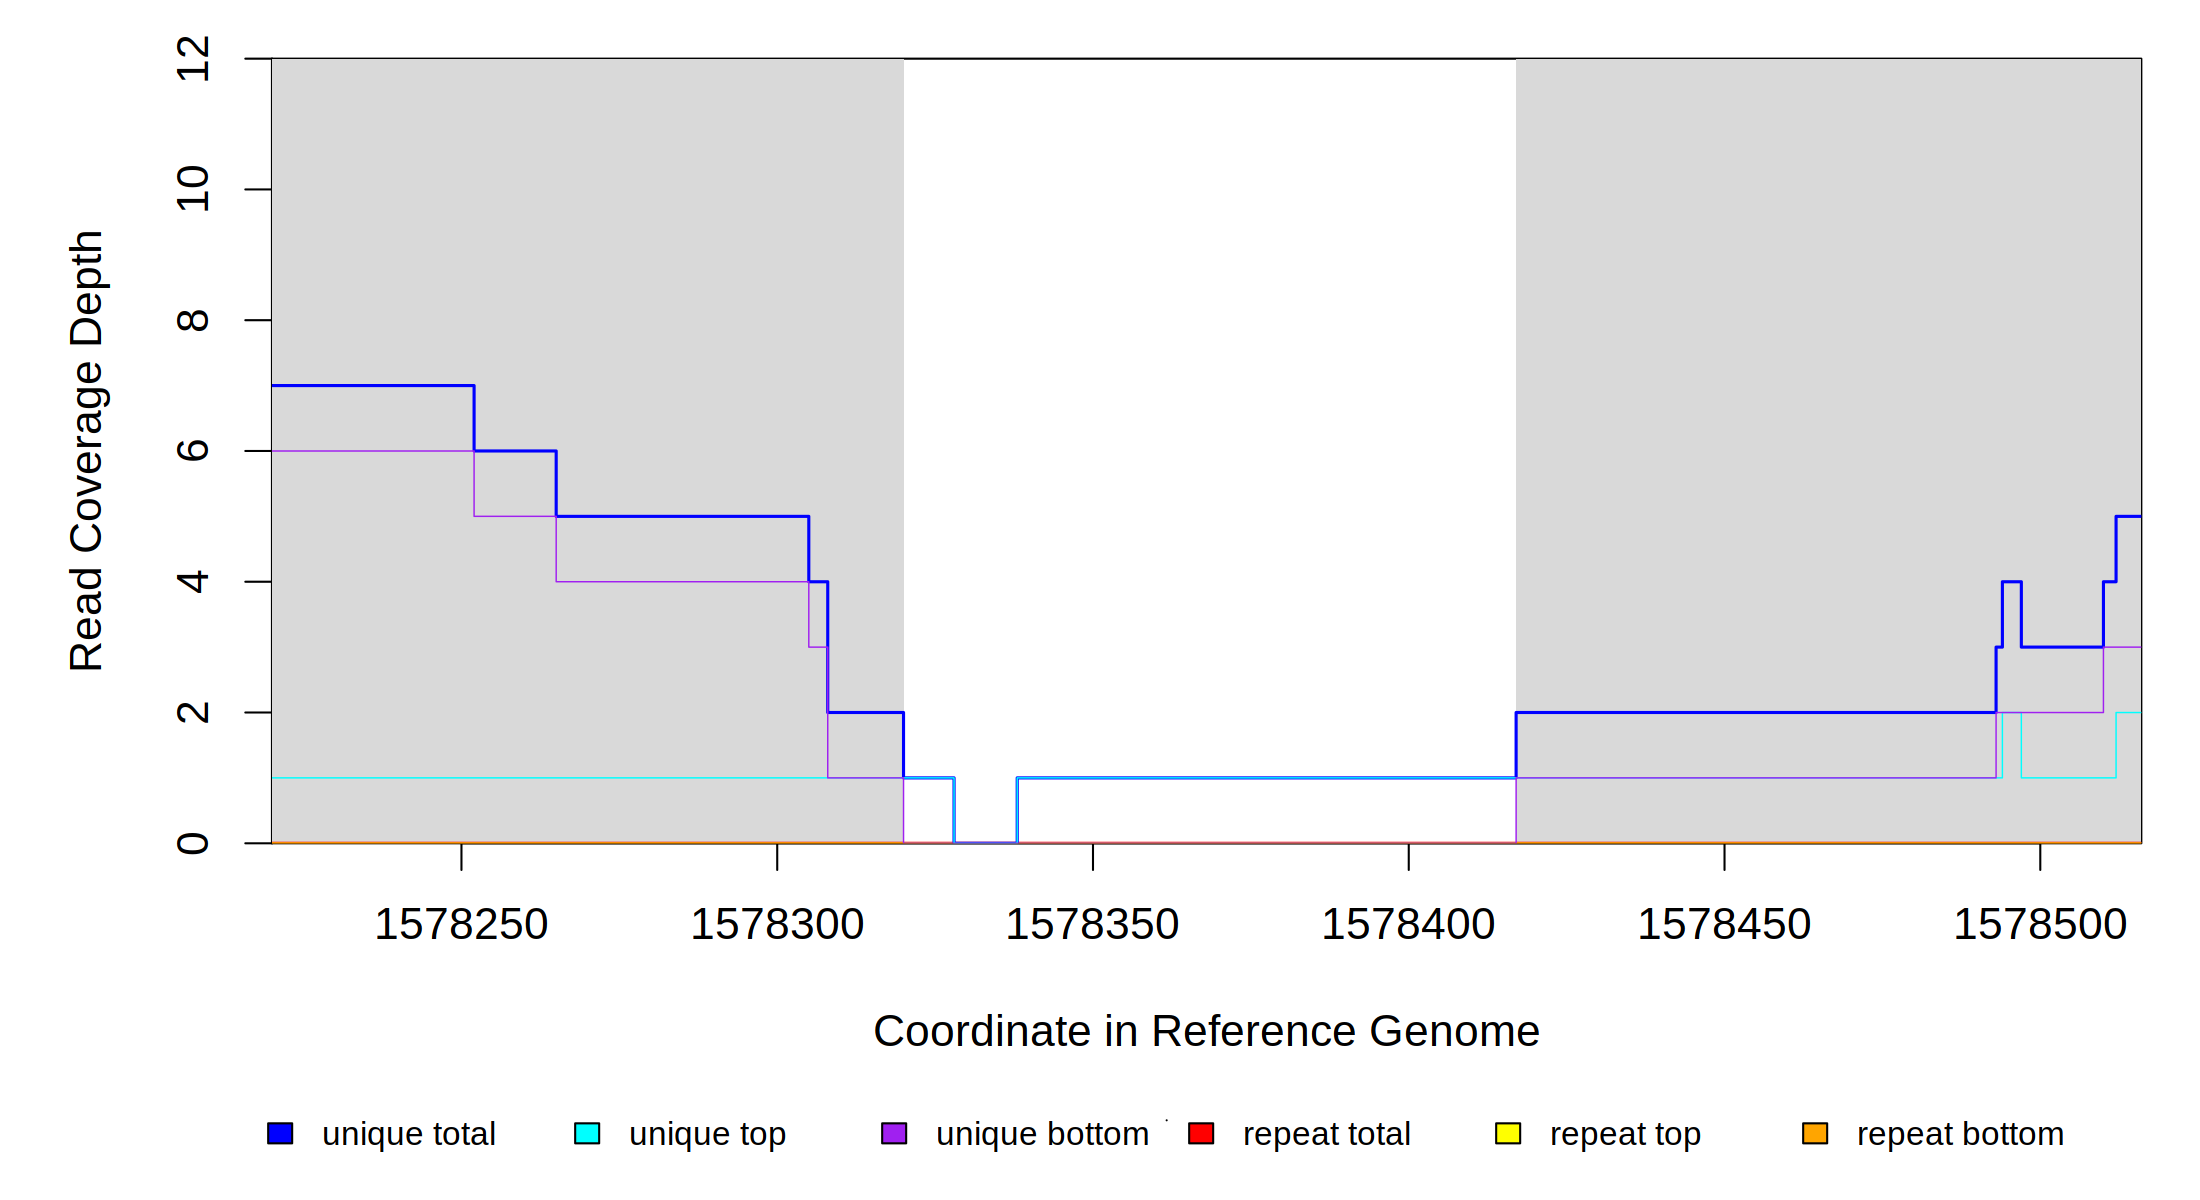 12
10
8
6
4
2
0
Read Coverage Depth
1578250 1578300 1578350 1578400 1578450 1578500
Coordinate in Reference Genome
unique total unique top unique bottom repeat total repeat top repeat bottom